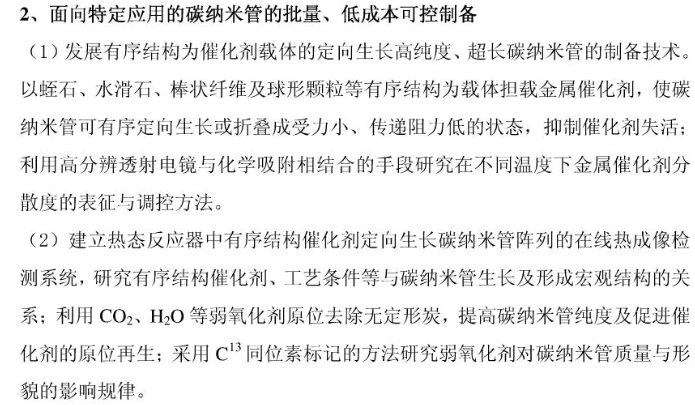 2、面向特定应用的碳纳米管的批量、低成本可控制备
（1）发展有序结构为催化剂载体的定向生长高纯度、超长碳纳米管的制备技术。
以蛭石、水滑石、棒状纤维及球形颗粒等有序结构为载体担载金属催化剂，使碳
纳米管可有序定向生长或折叠成受力小、传递阻力低的状态，抑制催化剂失活；
利用高分辨透射电镜与化学吸附相结合的手段研究在不同温度下金属催化剂分
散度的表征与调控方法。
（2）建立热态反应器中有序结构催化剂定向生长碳纳米管阵列的在线热成像检
测系统，研究有序结构催化剂、工艺条件等与碳纳米管生长及形成宏观结构的关
系；利用 CO₂、H₂O 等弱氧化剂原位去除无定形炭，提高碳纳米管纯度及促进催
化剂的原位再生；采用 C¹³ 同位素标记的方法研究弱氧化剂对碳纳米管质量与形
貌的影响规律。